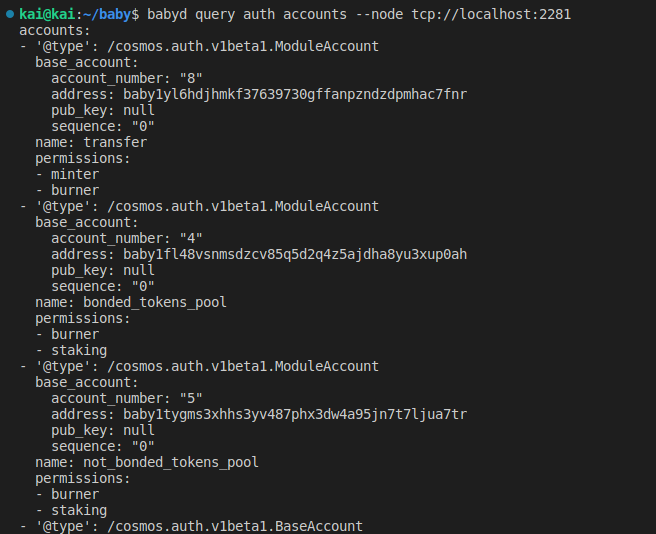 kai@kai:~/baby$ babyd query auth accounts --node tcp://localhost:2281
accounts:
- '@type': /cosmos.auth.v1beta1.ModuleAccount
  base_account:
    account_number: "8"
    address: baby1yl6hdjhmkf37639730gffanpzndzdpmhac7fnr
    pub_key: null
    sequence: "0"
  name: transfer
  permissions:
  - minter
  - burner
- '@type': /cosmos.auth.v1beta1.ModuleAccount
  base_account:
    account_number: "4"
    address: baby1fl48vsnmsdzcv85q5d2q4z5ajdha8yu3xup0ah
    pub_key: null
    sequence: "0"
  name: bonded_tokens_pool
  permissions:
  - burner
  - staking
- '@type': /cosmos.auth.v1beta1.ModuleAccount
  base_account:
    account_number: "5"
    address: baby1tygms3xhhs3yv487phx3dw4a95jn7t7ljua7tr
    pub_key: null
    sequence: "0"
  name: not_bonded_tokens_pool
  permissions:
  - burner
  - staking
- '@type': /cosmos.auth.v1beta1.BaseAccount